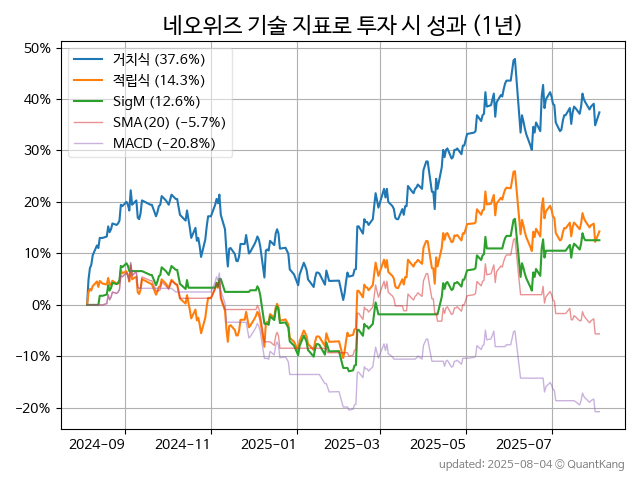 네오위즈 기술 지표로 투자 시 성과 (1년)
50%
40%
30%
20%
10%
0%
−10%
−20%
거치식 (37.6%)
적립식 (14.3%)
SigM (12.6%)
SMA(20) (−5.7%)
MACD (−20.8%)
2024-09
2024-11
2025-01
2025-03
2025-05
2025-07
updated: 2025-08-04 © QuantKang